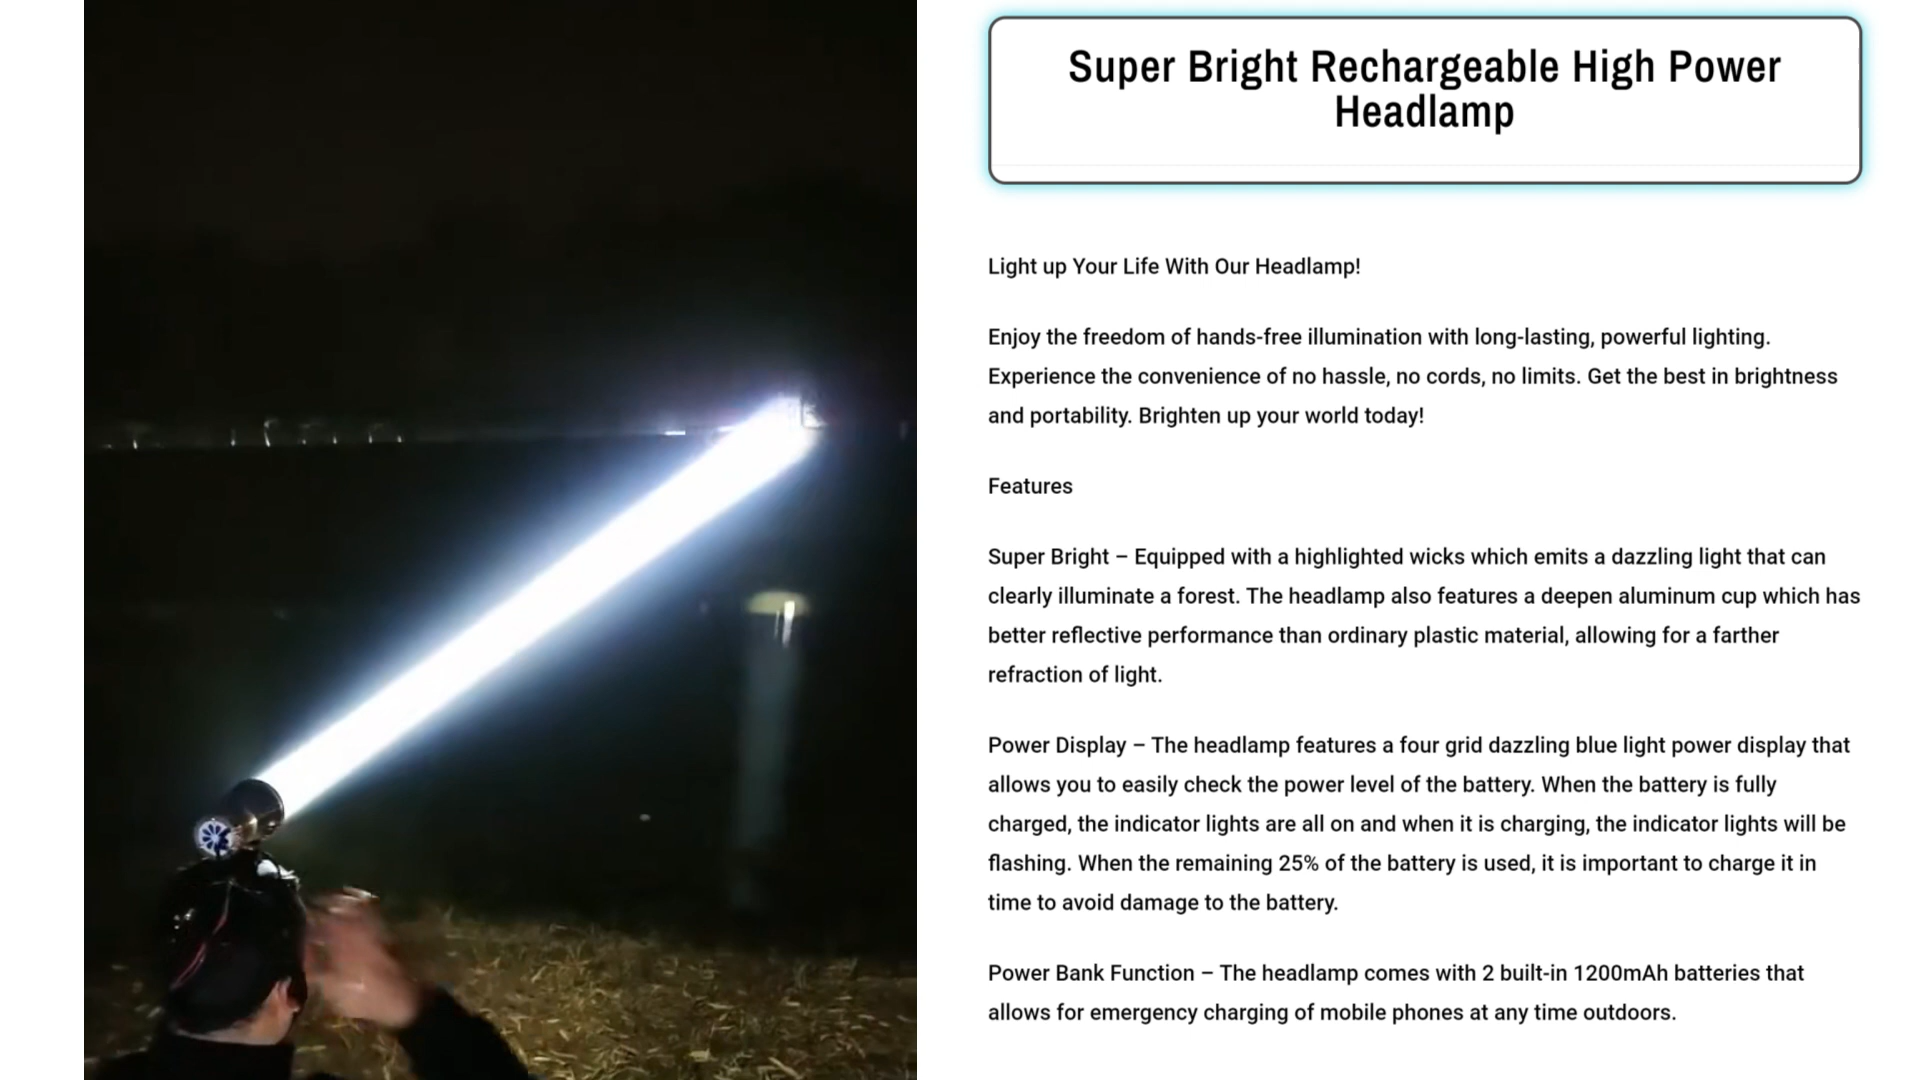 Super Bright Rechargeable High Power
Headlamp
Light up Your Life With Our Headlamp!
Enjoy the freedom of hands-free illumination with long-lasting, powerful lighting.
Experience the convenience of no hassle, no cords, no limits. Get the best in brightness
and portability. Brighten up your world today!
Features
Super Bright – Equipped with a highlighted wicks which emits a dazzling light that can
clearly illuminate a forest. The headlamp also features a deepen aluminum cup which has
better reflective performance than ordinary plastic material, allowing for a farther
refraction of light.
Power Display – The headlamp features a four grid dazzling blue light power display that
allows you to easily check the power level of the battery. When the battery is fully
charged, the indicator lights are all on and when it is charging, the indicator lights will be
flashing. When the remaining 25% of the battery is used, it is important to charge it in
time to avoid damage to the battery.
Power Bank Function – The headlamp comes with 2 built-in 1200mAh batteries that
allows for emergency charging of mobile phones at any time outdoors.